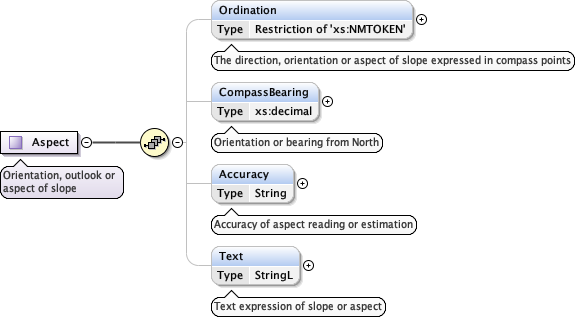 Ordination
Type Restriction of 'xs:NMTOKEN'
The direction, orientation or aspect of slope expressed in compass points
CompassBearing
Type xs:decimal
Orientation or bearing from North
Aspect
Orientation, outlook or
aspect of slope
Accuracy
Type String
Accuracy of aspect reading or estimation
Text
Type StringL
Text expression of slope or aspect